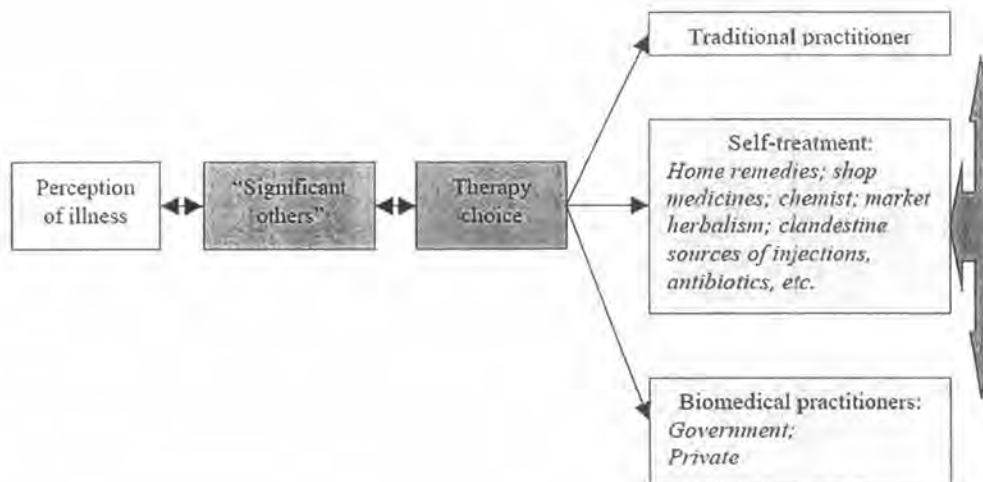 Traditional practitioner
Self-treatment:
Home remedies; shop
medicines; chemist; market
herbalism; clandestine
sources of injections,
antibiotics, etc.
Perception
of illness
"Significant
others"
Therapy
choice
Biomedical practitioners:
Government;
Private